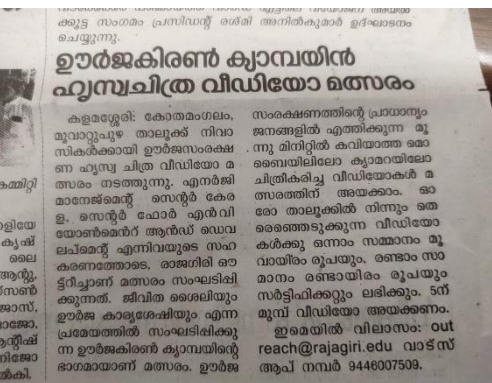 ക്കൂട്ട സംഗമം പ്രസിഡന്റ് രശ്മി അനിൽകുമാർ ഉദ്ഘാടനം
ചെയ്യുന്നു.
ഊർജകിരൺ ക്യാമ്പയിൻ
ഹ്രസ്വചിത്ര വീഡിയോ മത്സരം
കളമശ്ശേരി: കോതമംഗലം,
മൂവാറ്റുപുഴ താലൂക്ക് നിവാ
സികൾക്കായി ഊർജസംരക്ഷ
ണ ഹ്രസ്വ ചിത്ര വീഡിയോ മ
ത്സരം നടത്തുന്നു. എനർജി
മാനേജ്മെന്റ് സെന്റർ കേര
ള, സെന്റർ ഫോർ എൻവി
യോൺമെന്റ് ആൻഡ് ഡെവ
ലപ്മെന്റ് എന്നിവയുടെ സഹ
കരണത്തോടെ, രാജഗിരി ഔ
ട്ട്റീച്ചാണ് മത്സരം സംഘടിപ്പി
ക്കുന്നത്. ജീവിത ശൈലിയും
ഊർജ കാര്യശേഷിയും എന്ന
പ്രമേയത്തിൽ സംഘടിപ്പിക്കു
ന്ന ഊർജകിരൺ ക്യാമ്പയിന്റെ
ഭാഗമായാണ് മത്സരം. ഊർജ
സംരക്ഷണത്തിന്റെ പ്രാധാന്യം
ജനങ്ങളിൽ എത്തിക്കുന്ന മൂ
ന്നു മിനിറ്റിൽ കവിയാത്ത മൊ
ബൈലിലോ ക്യാമറയിലോ
ചിത്രീകരിച്ച വീഡിയോകൾ മ
ത്സരത്തിന് അയക്കാം. ഓ
രോ താലൂക്കിൽ നിന്നും തെ
രഞ്ഞെടുക്കുന്ന വീഡിയോ
കൾക്കു ഒന്നാം സമ്മാനം മൂ
വായിരം രൂപയും, രണ്ടാം സാ
മാനം രണ്ടായിരം രൂപയും
സർട്ടിഫിക്കറ്റും ലഭിക്കും. 5ന്
മുമ്പ് വീഡിയോ അയക്കണം.
ഇമെയിൽ വിലാസം: out
reach@rajagiri.edu വാട്സ്
ആപ് നമ്പർ 9446007509.